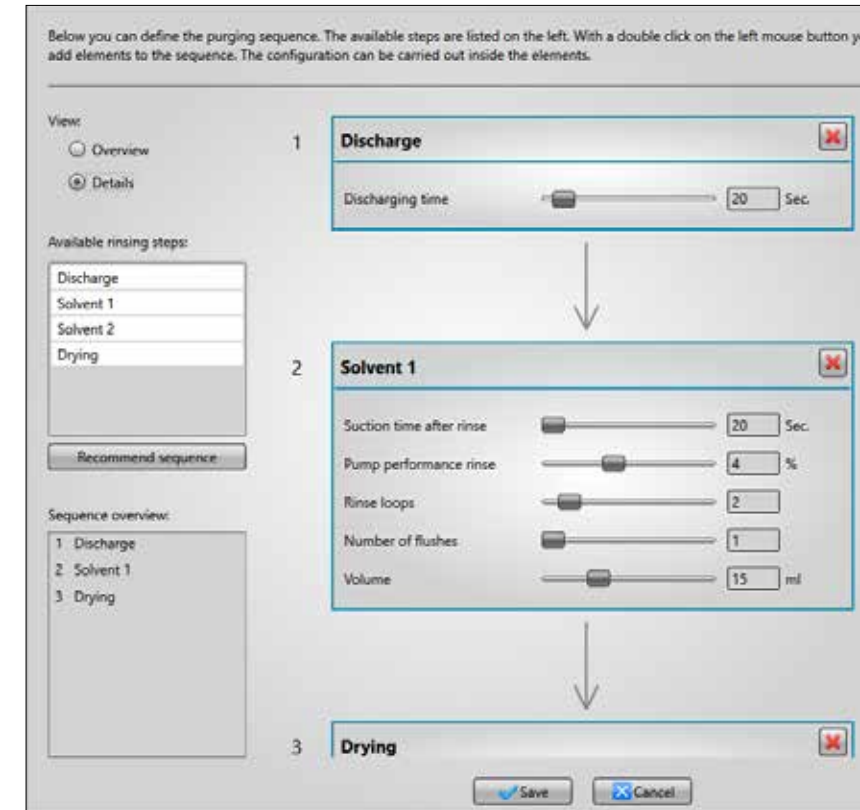 Below you can define the purging sequence. The available steps are listed on the left. With a double click on the left mouse button
add elements to the sequence. The configuration can be carried out inside the elements.
View:
Overview
Details
Available rinsing steps:
Discharge
Solvent 1
Solvent 2
Drying
Recommend sequence
Sequence overview:
1 Discharge
2 Solvent 1
3 Drying
1 Discharge
Discharging time 20 Sec.
2 Solvent 1
Suction time after rinse 20 Sec.
Pump performance rinse 4 %
Rinse loops 2
Number of flushes 1
Volume 15 ml
3 Drying
Save Cancel